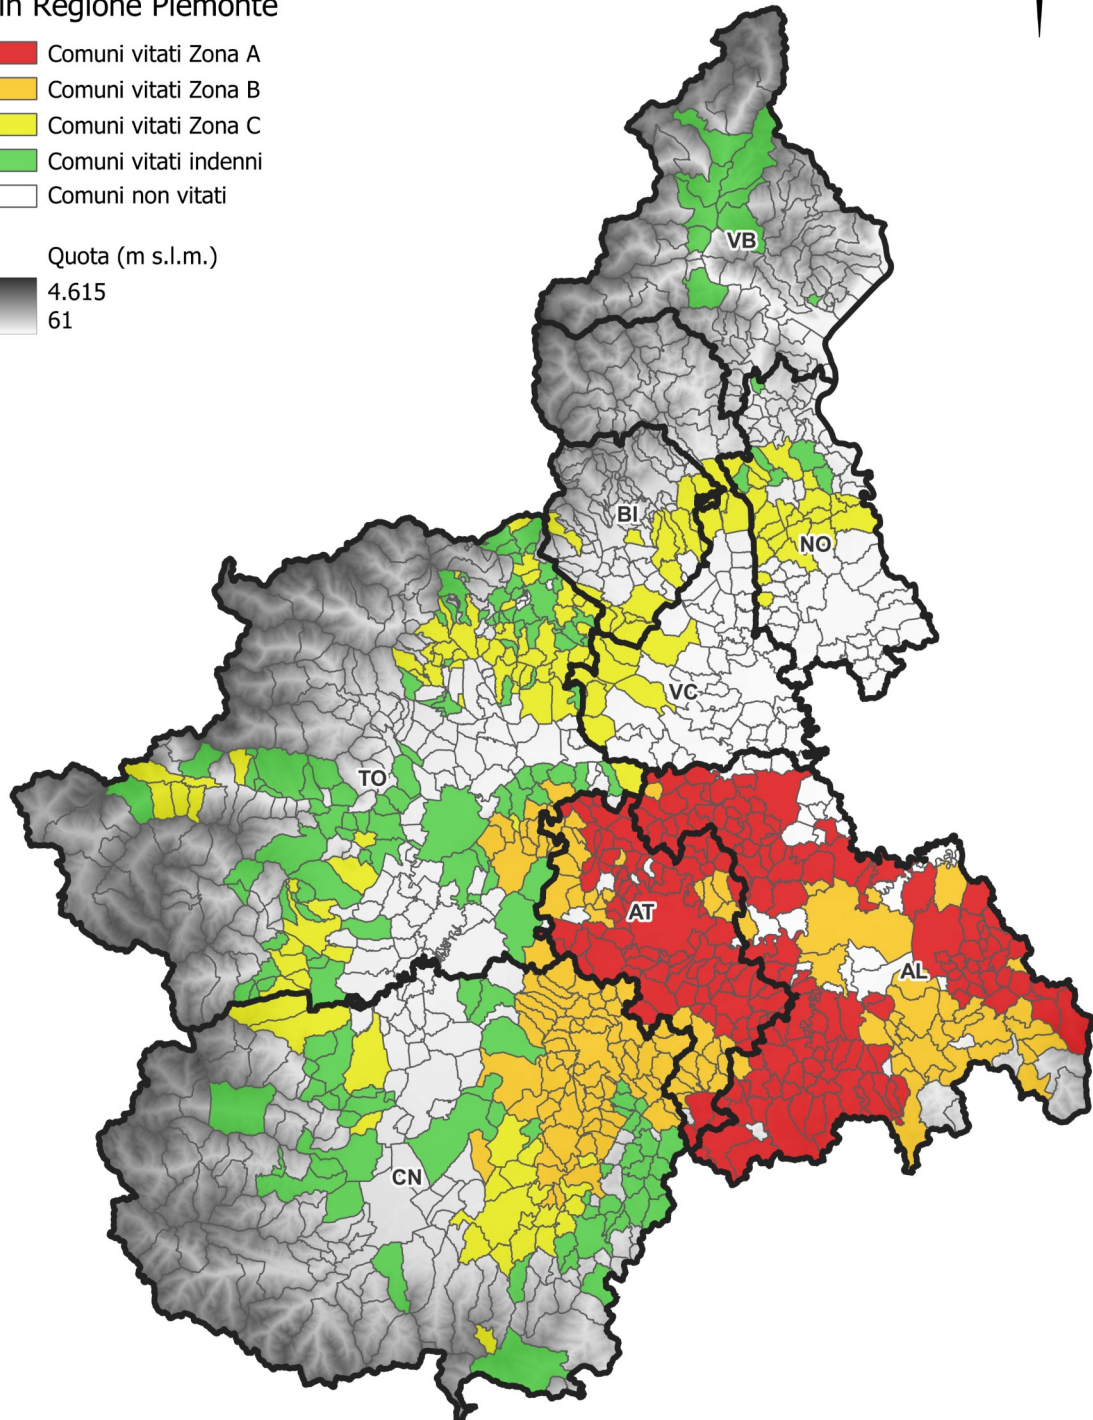 in Regione Piemonte
Comuni vitati Zona A
Comuni vitati Zona B
Comuni vitati Zona C
Comuni vitati indenni
Comuni non vitati
Quota (m s.l.m.)
4.615
61
VB
BI
NO
VC
TO
AT
AL
CN